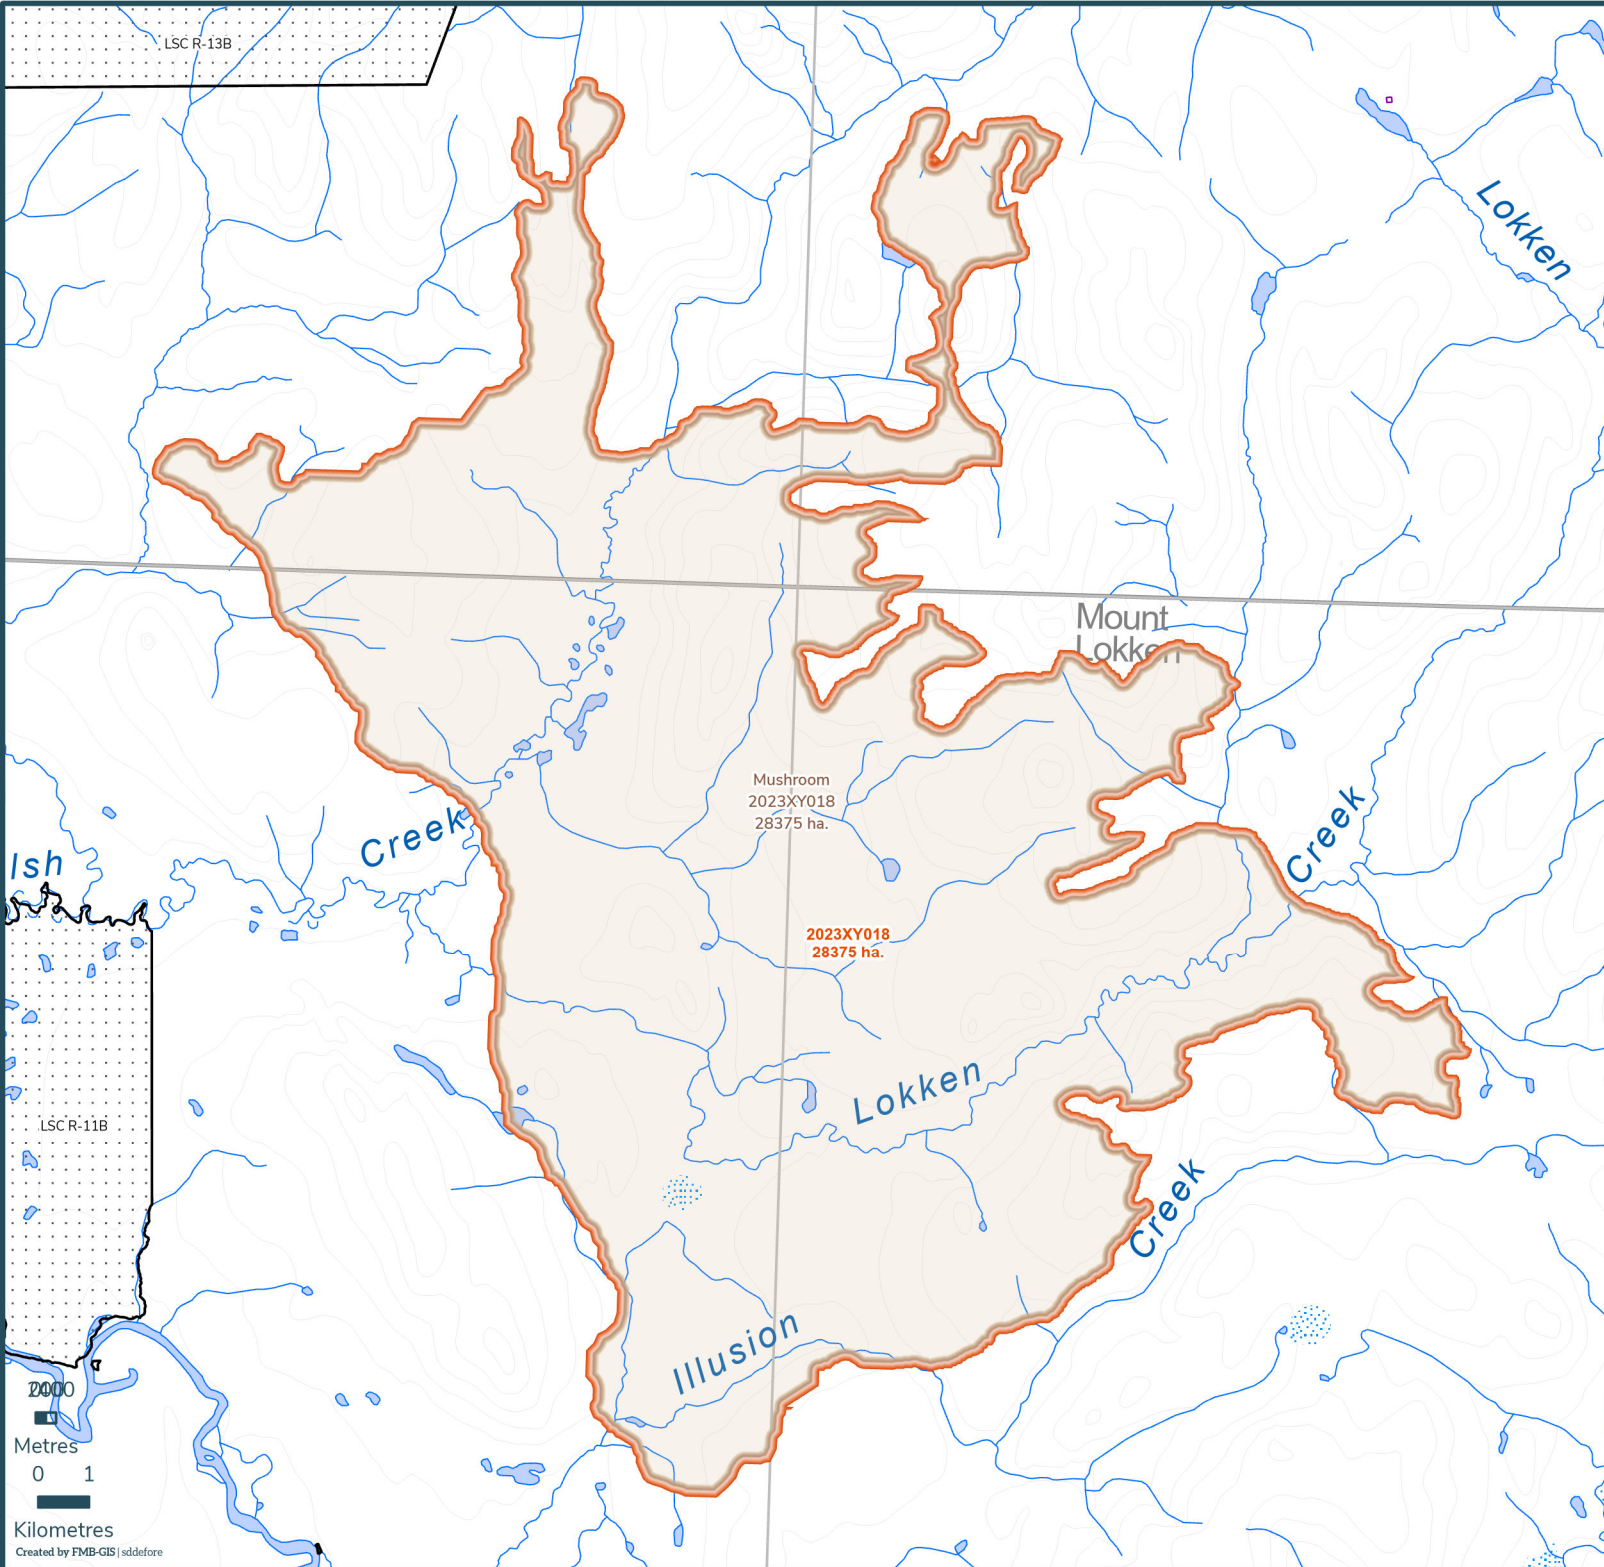 LSC R-13B
Lokken
Mount
Lokken
Mushroom
2023XY018
28375 ha.
Creek
Creek
lsh
2023XY018
28375 ha.
Lokken
LSC R-11B
Creek
Illusion
Metres
0 1
Kilometres
Created by FMB-GIS | sddefore